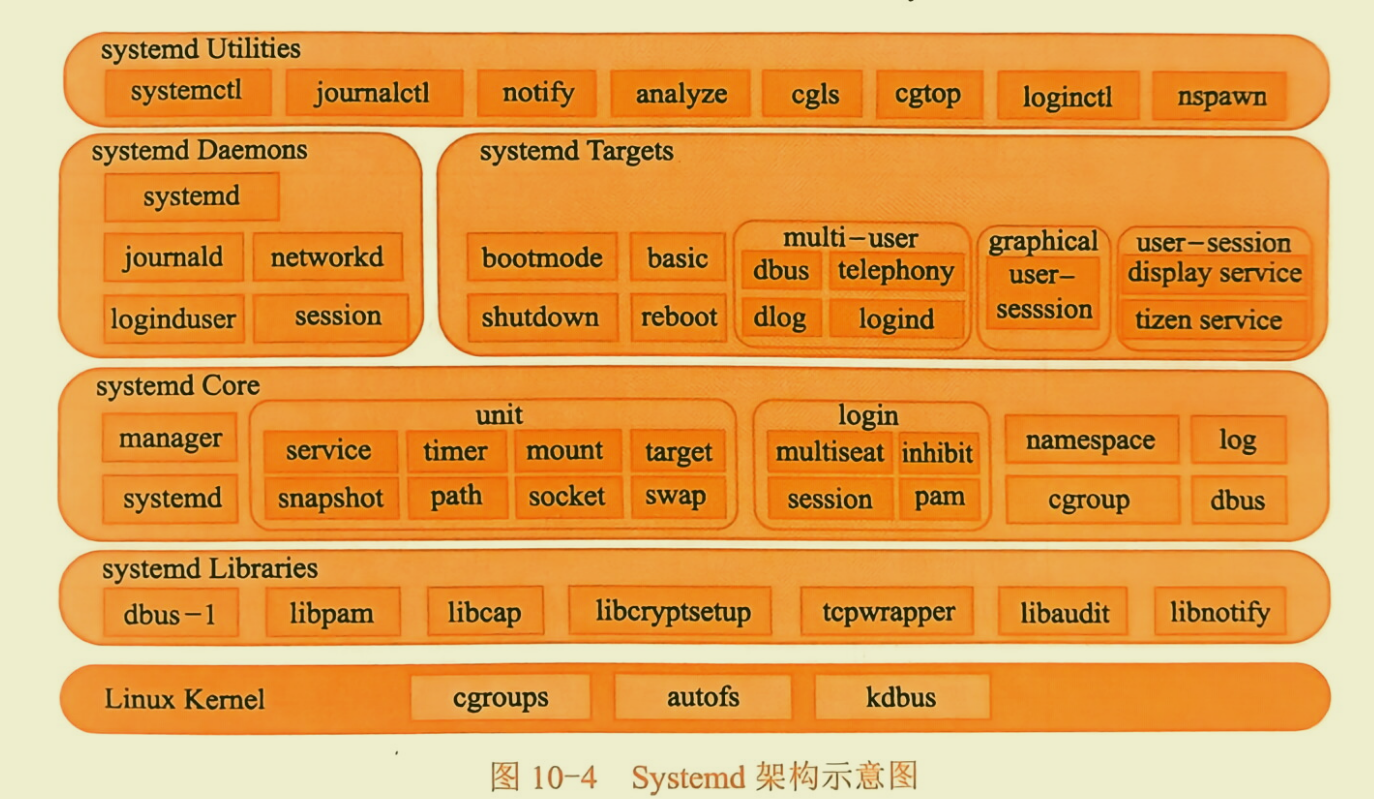 systemd Utilities
systemctl journalctl notify analyze cgls cgtop loginctl nspawn
systemd Daemons
systemd
journald networkd
loginduser session
systemd Targets
bootmode basic
shutdown reboot
multi-user
dbus telephony
dlog logind
graphical
user-
sesssion
user-session
display service
tizen service
systemd Core
manager
systemd
unit
service timer mount target
snapshot path socket swap
login
multiseat inhibit
session pam
namespace log
cgroup dbus
systemd Libraries
dbus-1 libpam libcap libcryptsetup tcpwrapper libaudit libnotify
Linux Kernel cgroups autofs kdbus
图 10-4 Systemd 架构示意图